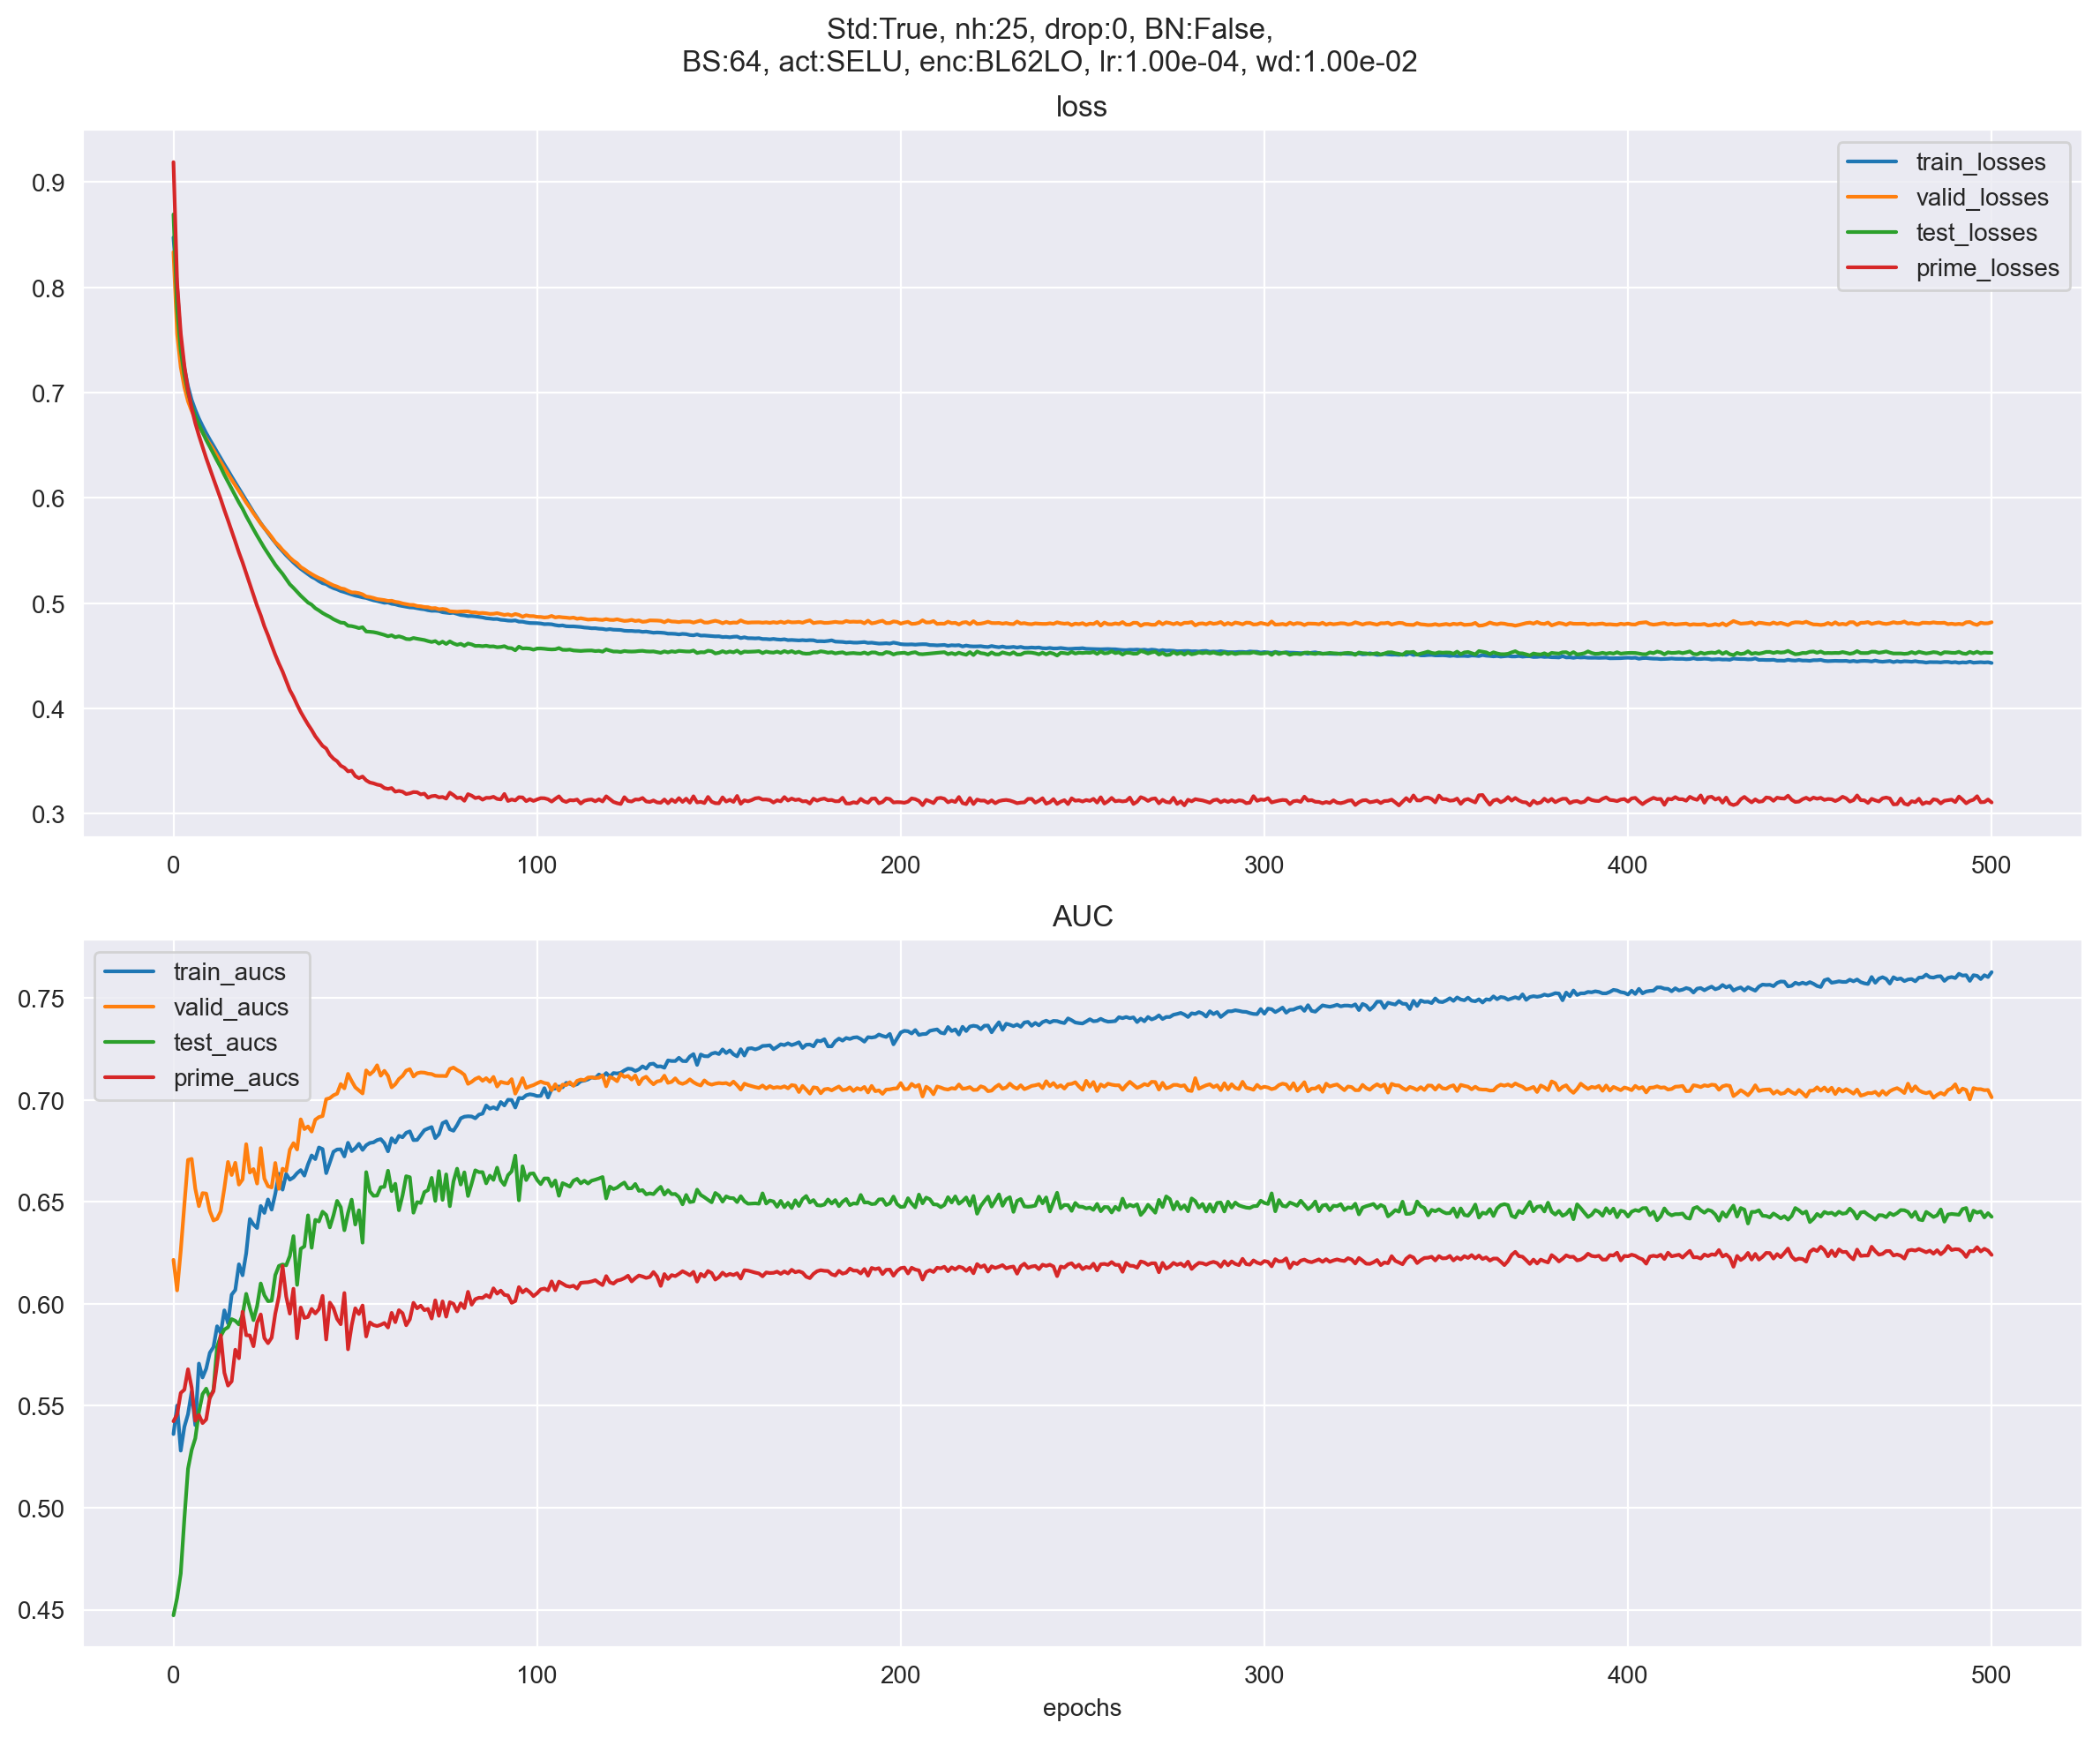 Std:True, nh:25, drop:0, BN:False,
BS:64, act:SELU, enc:BL62LO, lr:1.00e-04, wd:1.00e-02
loss
train_losses
valid_losses
test_losses
prime_losses
0.9
0.8
0.7
0.6
0.5
0.4
0.3
0 100 200 300 400 500
AUC
train_aucs
valid_aucs
test_aucs
prime_aucs
0.75
0.70
0.65
0.60
0.55
0.50
0.45
0 100 200 300 400 500
epochs